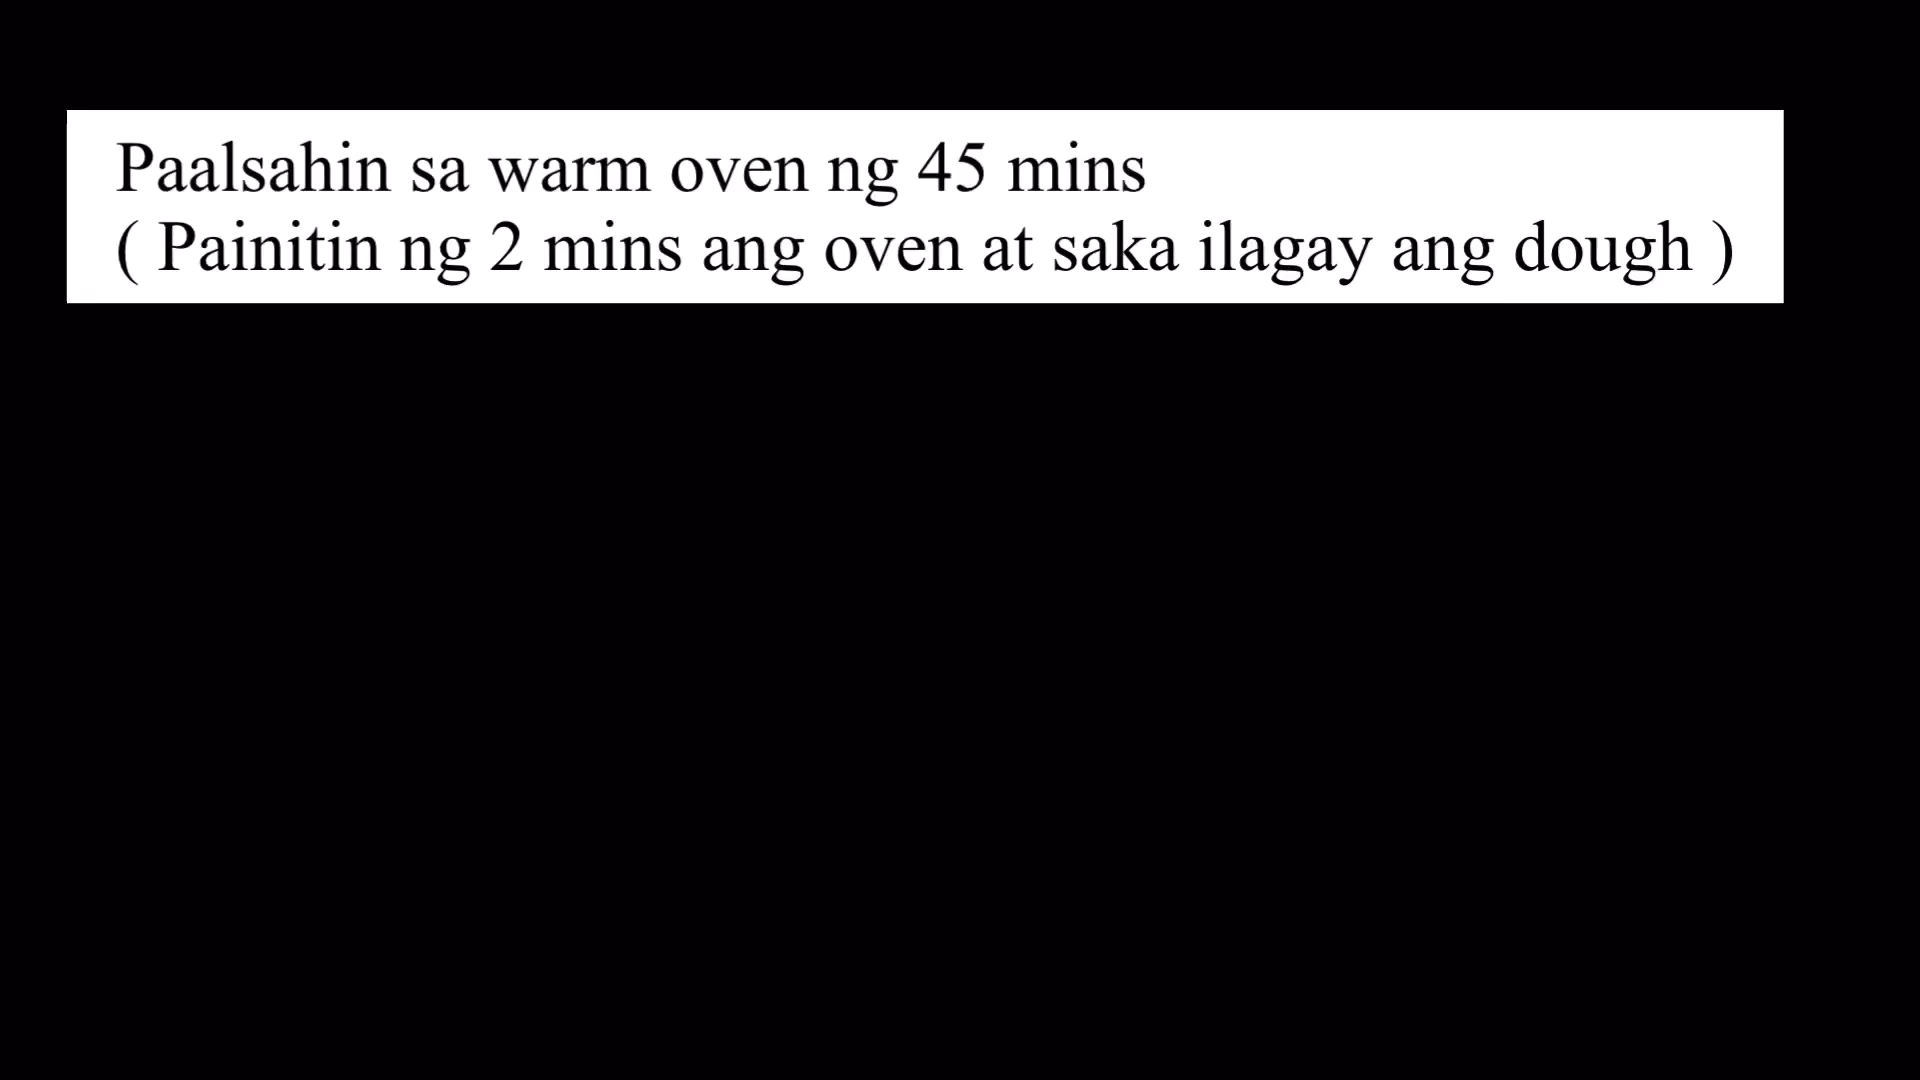 Paalsahin sa warm oven ng 45 mins
( Painitin ng 2 mins ang oven at saka ilagay ang dough )